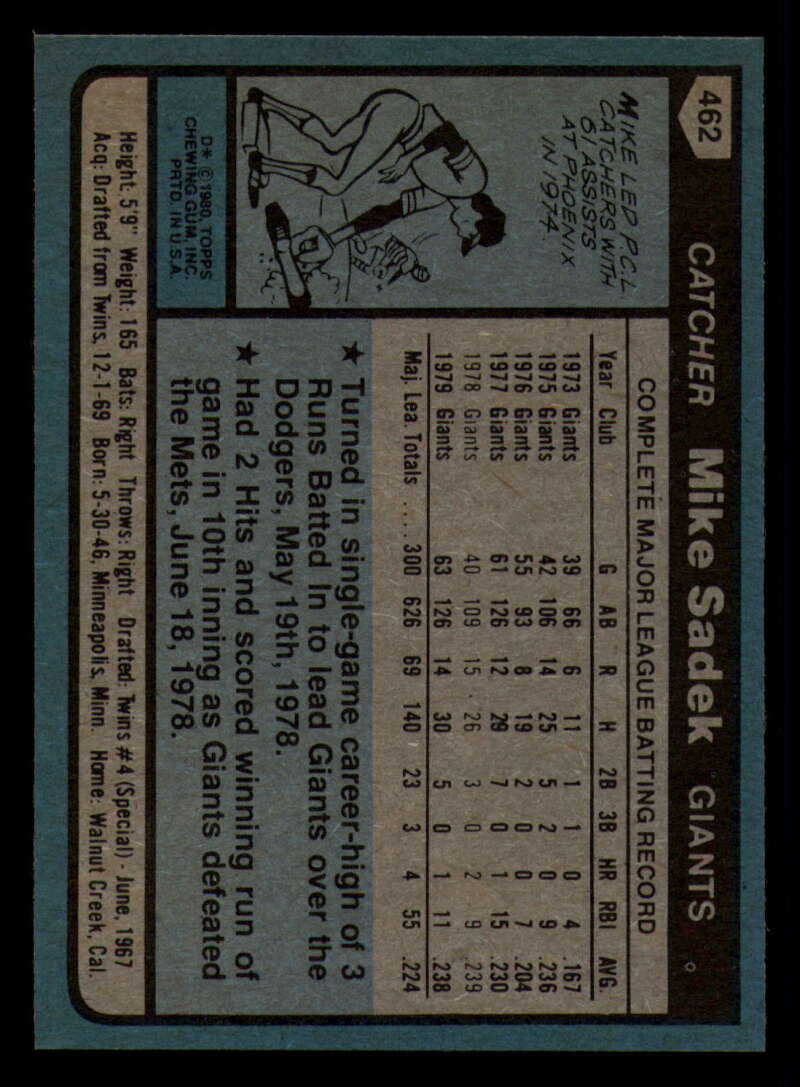 462 CATCHER Mike Sadek GIANTS
MIKE LED P.C.L
CATCHERS WITH
61 ASSISTS
AT PHOENIX
IN 1974.
D* © 1980, TOPPS
CHEWING GUM, INC.
PRTD. IN U.S.A.
COMPLETE MAJOR LEAGUE BATTING RECORD
Year Club G AB R H 2B 3B HR RBI AVG.
1973 Giants 39 66 6 11 1 1 0 4 .167
1975 Giants 42 106 14 25 5 2 0 9 .236
1976 Giants 55 93 8 19 2 0 0 7 .204
1977 Giants 61 126 12 29 7 0 1 15 .230
1978 Giants 40 109 15 26 3 0 2 9 .239
1979 Giants 63 126 14 30 5 0 1 11 .238
Maj. Lea. Totals .... 300 626 69 140 23 3 4 55 .224
★ Turned in single-game career-high of 3
Runs Batted In to lead Giants over the
Dodgers, May 19th, 1978.
★ Had 2 Hits and scored winning run of
game in 10th inning as Giants defeated
the Mets, June 18, 1978.
Height: 5'9" Weight: 165 Bats: Right Throws: Right Drafted: Twins #4 (Special) - June, 1967
Acq: Drafted from Twins, 12-1-69 Born: 5-30-46, Minneapolis, Minn. Home: Walnut Creek, Cal.